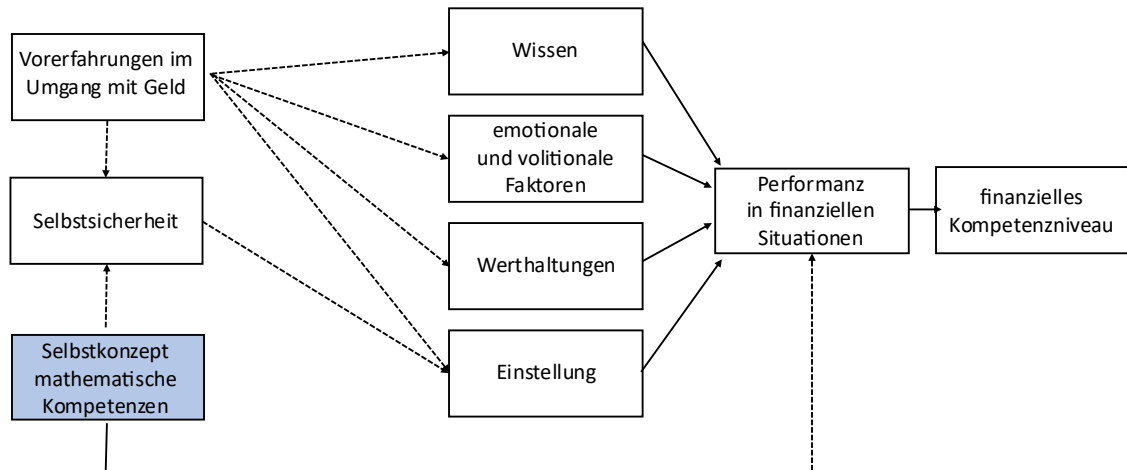 Vorerfahrungen im
Umgang mit Geld
Selbstsicherheit
Selbstkonzept
mathematische
Kompetenzen
Wissen
emotionale
und volitionale
Faktoren
Werthaltungen
Einstellung
Performanz
in finanziellen
Situationen
finanzielles
Kompetenzniveau